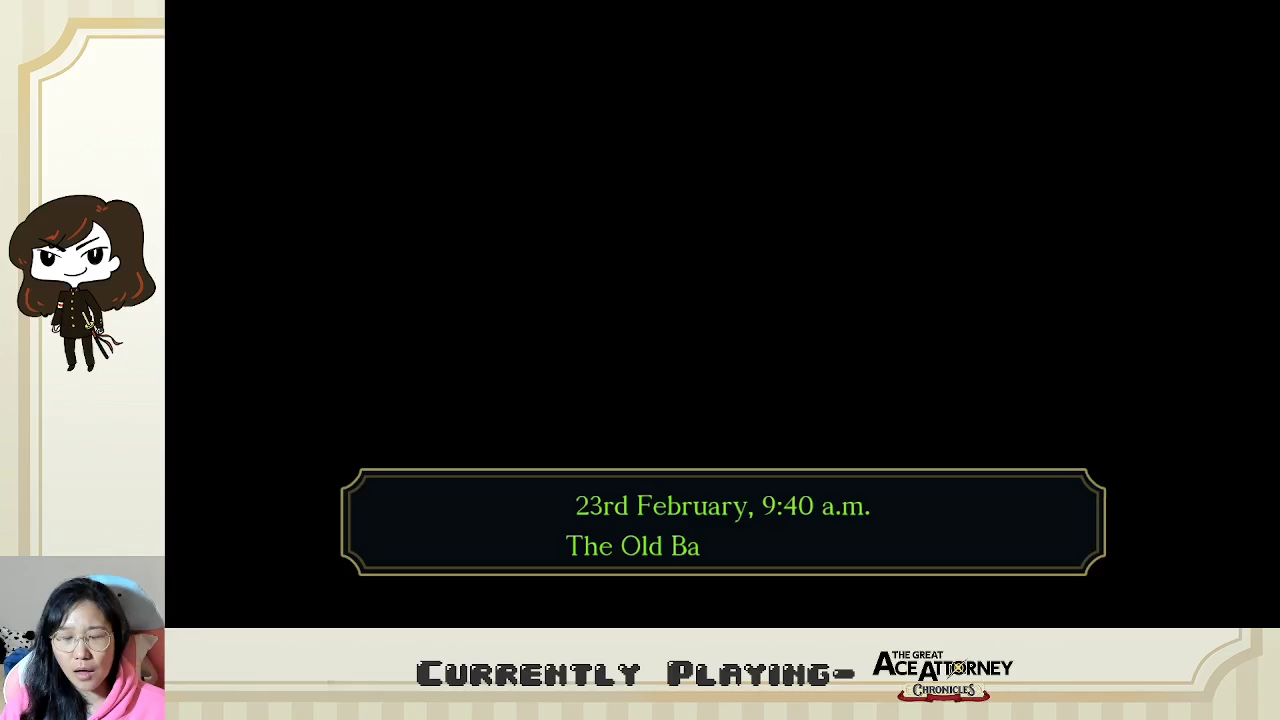 23rd February, 9:40 a.m.
The Old Ba
Currently Playing-
THE GREAT
ACE ATTORNEY
CHRONICLES